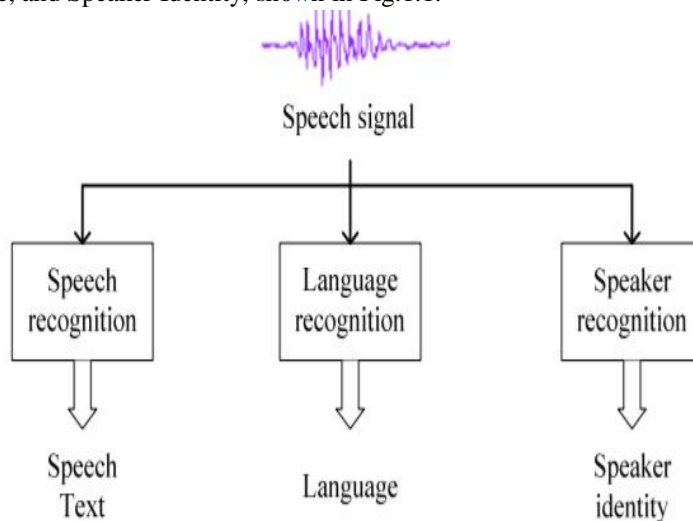 e, and Speaker Identity, shown in Fig.1.1.
Speech signal
Speech
recognition
Language
recognition
Speaker
recognition
Speech
Text
Language
Speaker
identity